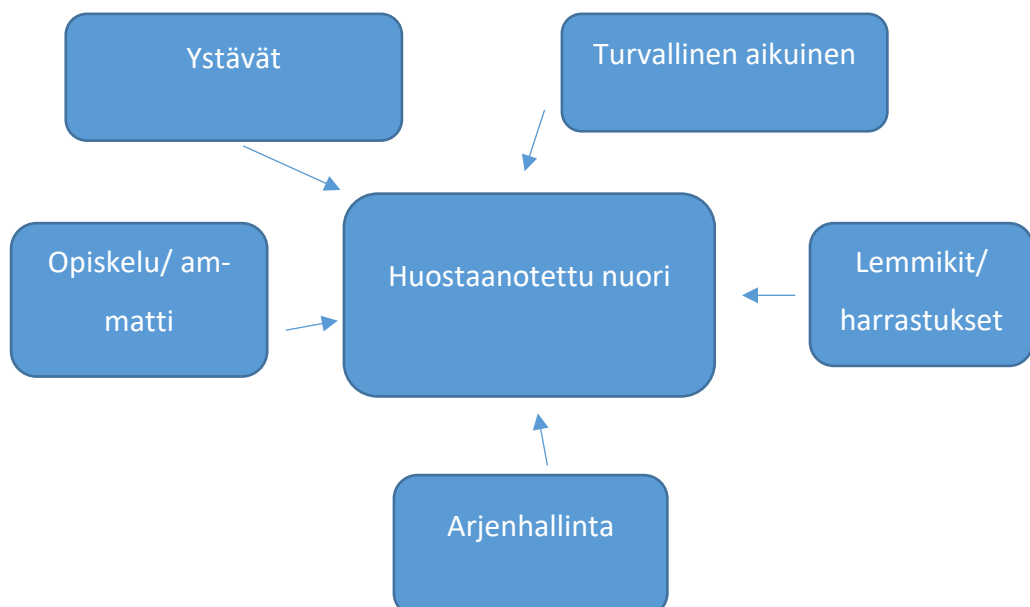 Ystävät
Turvallinen aikuinen
Opiskelu/ am-
matti
Huostaanotettu nuori
Lemmikit/
harrastukset
Arjenhallinta